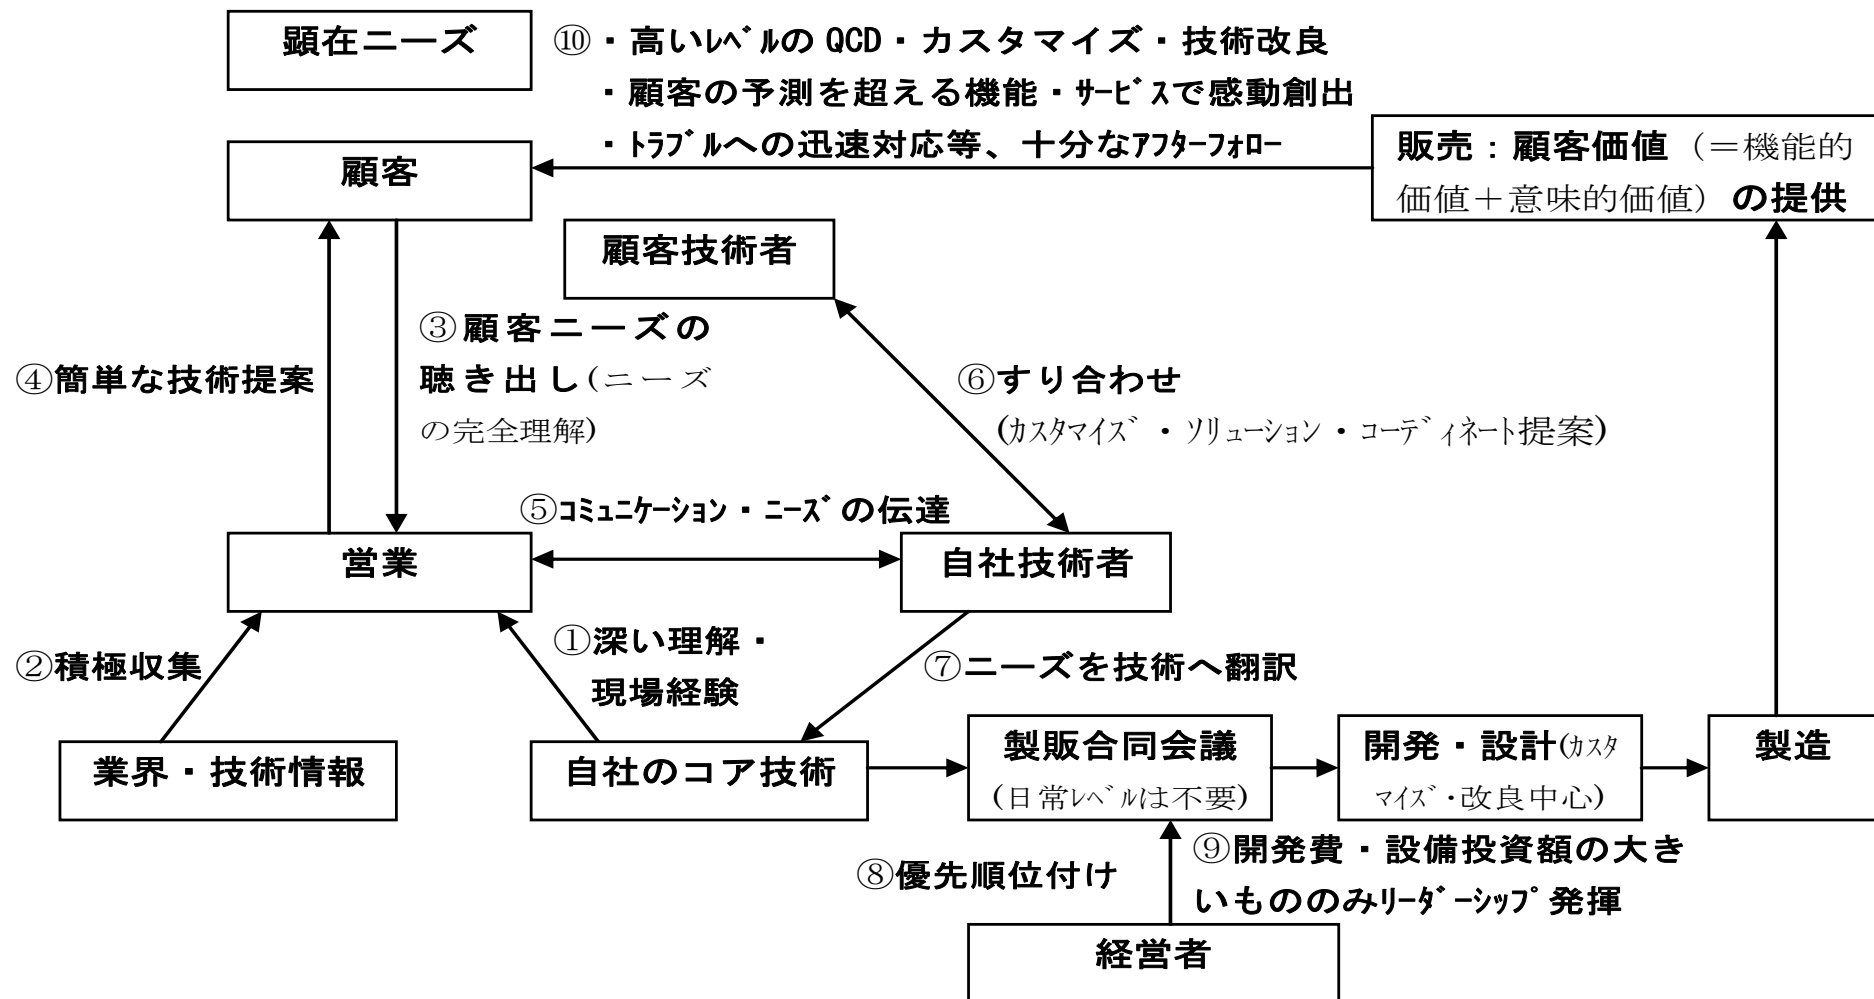 顕在ニーズ
⑩・高いﾚﾍﾞﾙの QCD・カスタマイズ・技術改良
・顧客の予測を超える機能・ｻｰﾋﾞｽで感動創出
・ﾄﾗﾌﾞﾙへの迅速対応等、十分なｱﾌﾀｰﾌｫﾛｰ
顧客
販売：顧客価値（＝機能的
価値＋意味的価値）の提供
顧客技術者
③顧客ニーズの
聴き出し(ニーズ
の完全理解)
④簡単な技術提案
⑥すり合わせ
(ｶｽﾀﾏｲｽﾞ・ｿﾘｭｰｼｮﾝ・ｺｰﾃﾞｨﾈｰﾄ提案)
⑤ｺﾐｭﾆｹｰｼｮﾝ・ﾆｰｽﾞの伝達
営業
自社技術者
①深い理解・
現場経験
②積極収集
⑦ニーズを技術へ翻訳
業界・技術情報
自社のコア技術
製販合同会議
(日常ﾚﾍﾞﾙは不要)
開発・設計(ｶｽﾀ
ﾏｲｽﾞ・改良中心)
製造
⑧優先順位付け
⑨開発費・設備投資額の大き
いもののみﾘｰﾀﾞｰｼｯﾌﾟ発揮
経営者